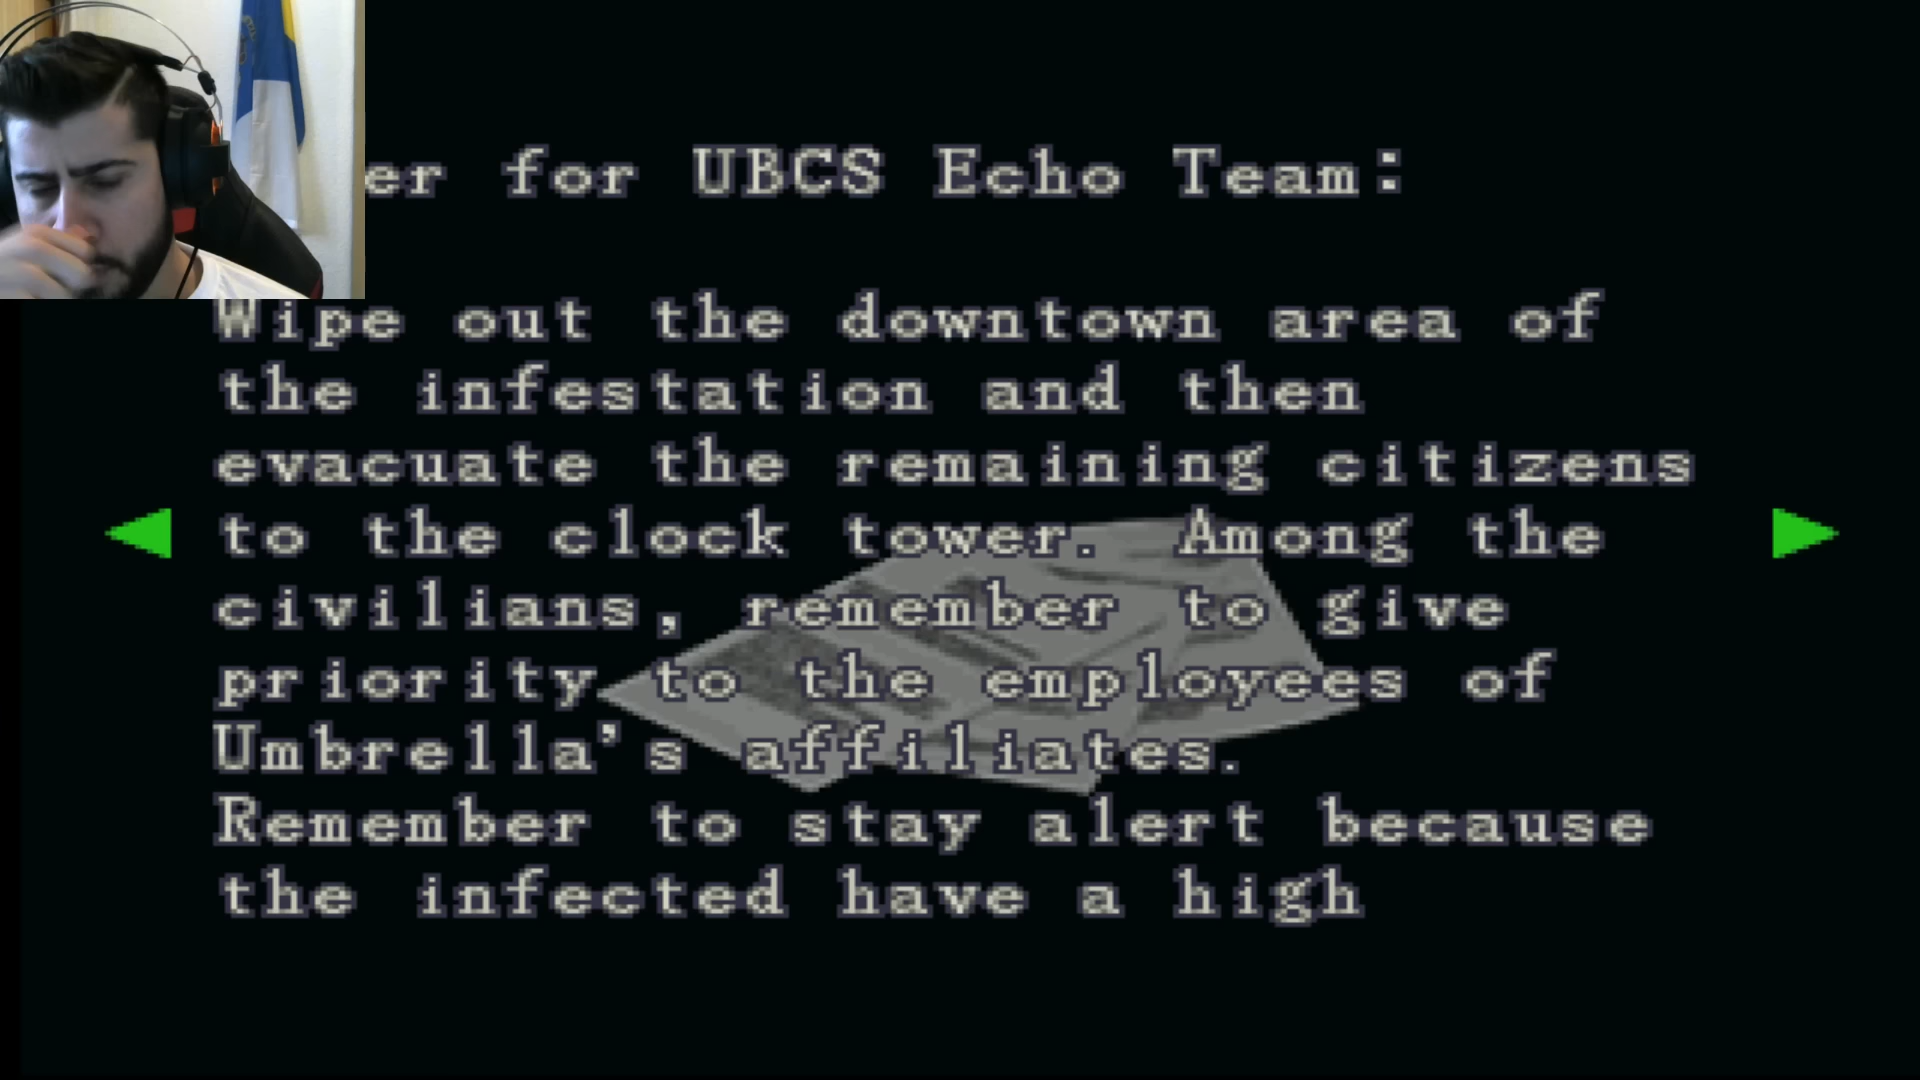 for UBCS Echo Team:
Wipe out the downtown area of
the infestation and then
evacuate the remaining citizens
to the clock tower. Among the
civilians, remember to give
priority to the employees of
Umbrella's affiliates.
Remember to stay alert because
the infected have a high